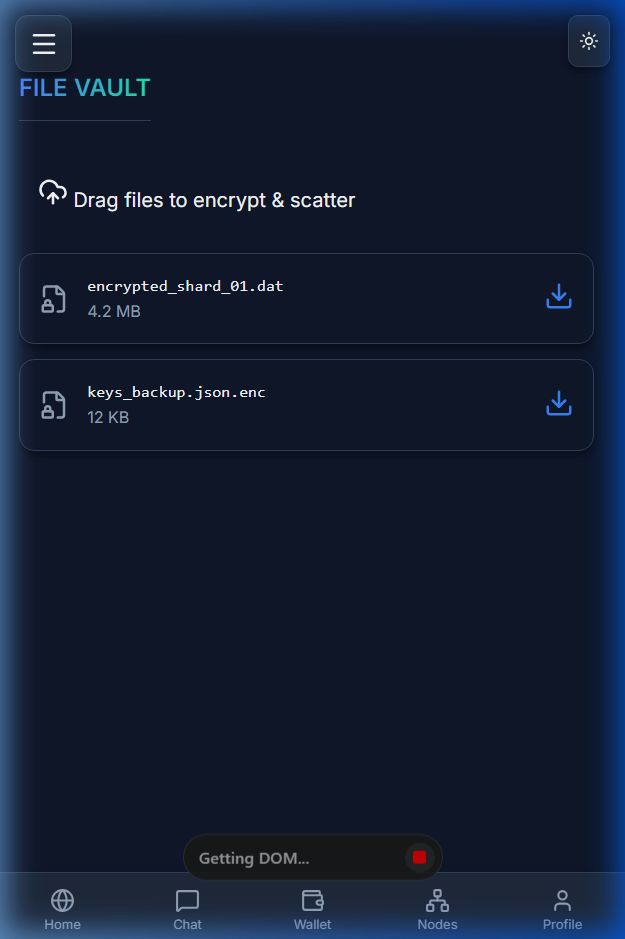 FILE VAULT
Drag files to encrypt & scatter
encrypted_shard_01.dat
4.2 MB
keys_backup.json.enc
12 KB
Getting DOM...
Home
Chat
Wallet
Nodes
Profile